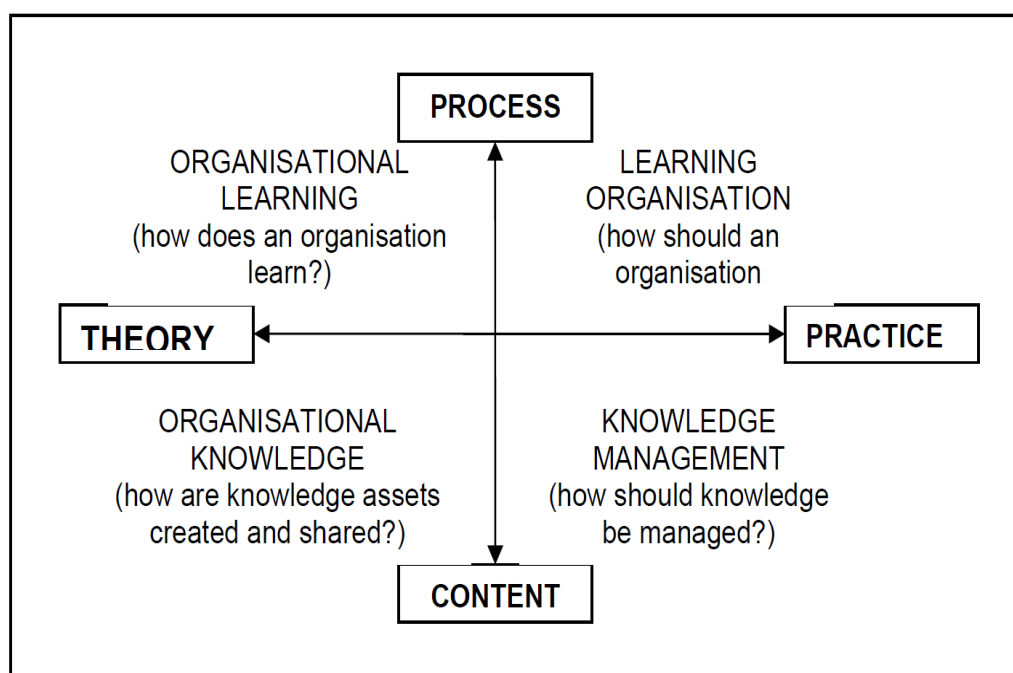 PROCESS
ORGANISATIONAL
LEARNING
(how does an organisation
learn?)
LEARNING
ORGANISATION
(how should an
organisation
THEORY
PRACTICE
ORGANISATIONAL
KNOWLEDGE
(how are knowledge assets
created and shared?)
KNOWLEDGE
MANAGEMENT
(how should knowledge
be managed?)
CONTENT